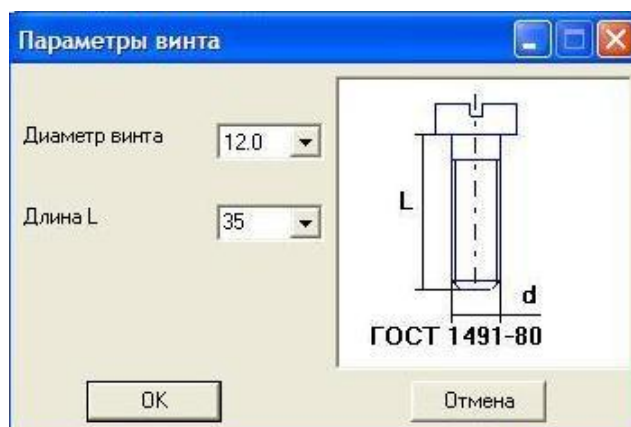 Параметры винта
Диаметр винта 12.0
Длина L 35
L
d
ГОСТ 1491-80
OK Отмена